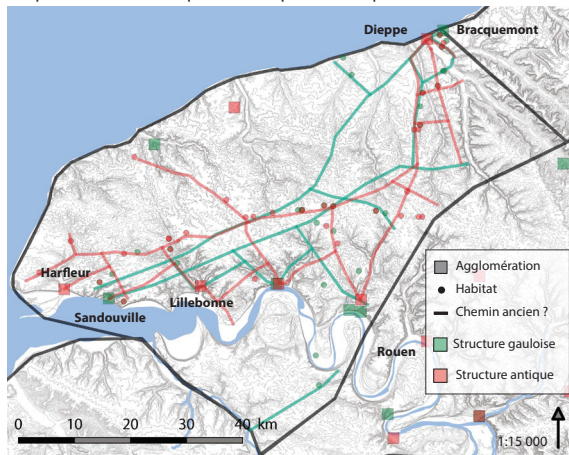 Dieppe
Bracquemont
Harfleur
Lillebonne
Sandouville
Rouen
Agglomération
Habitat
Chemin ancien ?
Structure gauloise
Structure antique
0 10 20 30 40 km
1:15 000